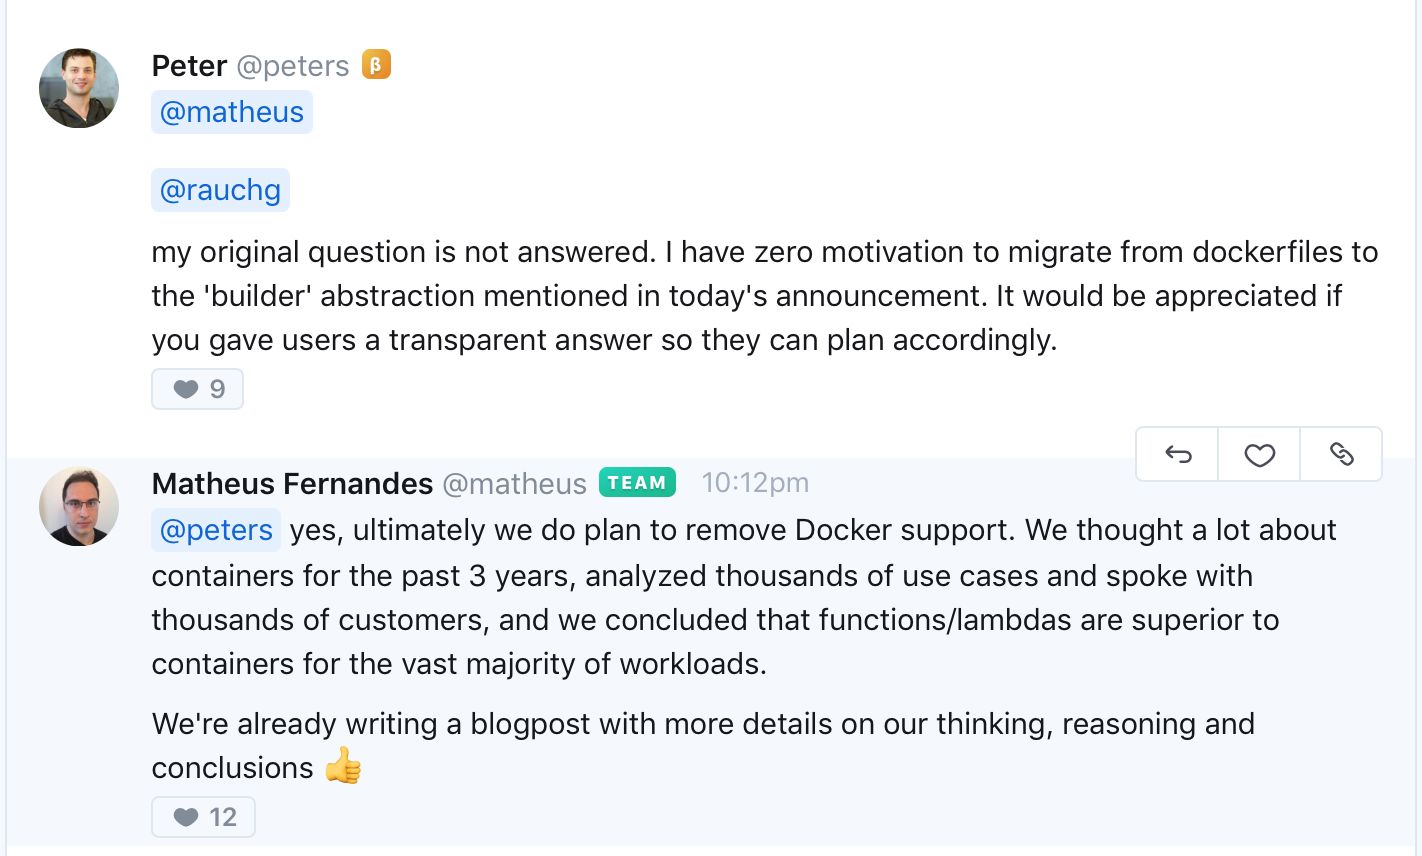 Peter @peters β
@matheus
@rauchg
my original question is not answered. I have zero motivation to migrate from dockerfiles to
the 'builder' abstraction mentioned in today's announcement. It would be appreciated if
you gave users a transparent answer so they can plan accordingly.
9
Matheus Fernandes @matheus TEAM 10:12pm
@peters yes, ultimately we do plan to remove Docker support. We thought a lot about
containers for the past 3 years, analyzed thousands of use cases and spoke with
thousands of customers, and we concluded that functions/lambdas are superior to
containers for the vast majority of workloads.
We're already writing a blogpost with more details on our thinking, reasoning and
conclusions 👍
12